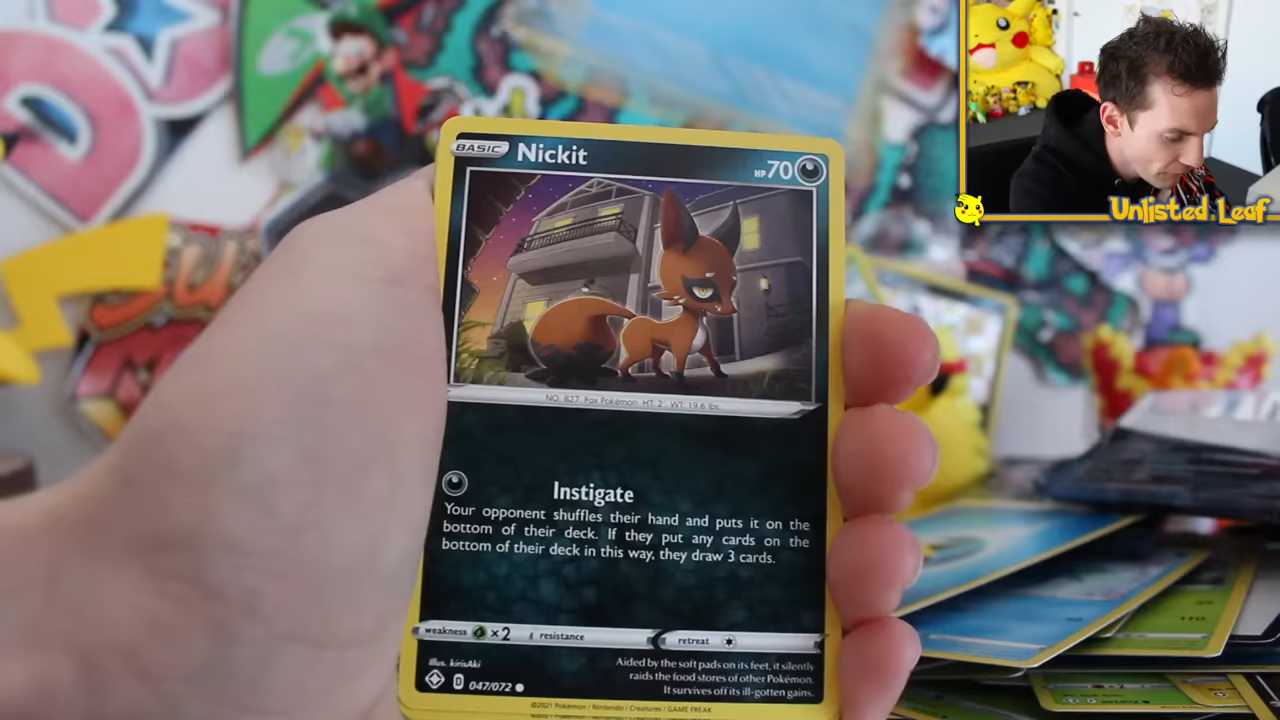 BASIC Nickit HP 70
NO. 827 Fox Pokémon HT: 2' WT: 19.6 lbs.
Instigate
Your opponent shuffles their hand and puts it on the
bottom of their deck. If they put any cards on the
bottom of their deck in this way, they draw 3 cards.
weakness ×2 resistance retreat
Illus. kirisAki
Aided by the soft pads on its feet, it silently
raids the food stores of other Pokémon.
It survives off its ill-gotten gains.
D 047/072
©2021 Pokémon / Nintendo / Creatures / GAME FREAK
Unlisted Leaf